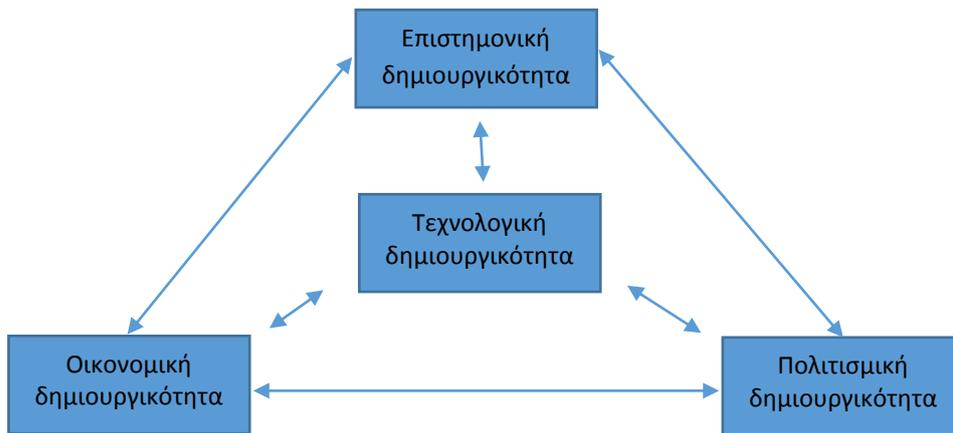 Επιστημονική
δημιουργικότητα
Τεχνολογική
δημιουργικότητα
Οικονομική
δημιουργικότητα
Πολιτισμική
δημιουργικότητα